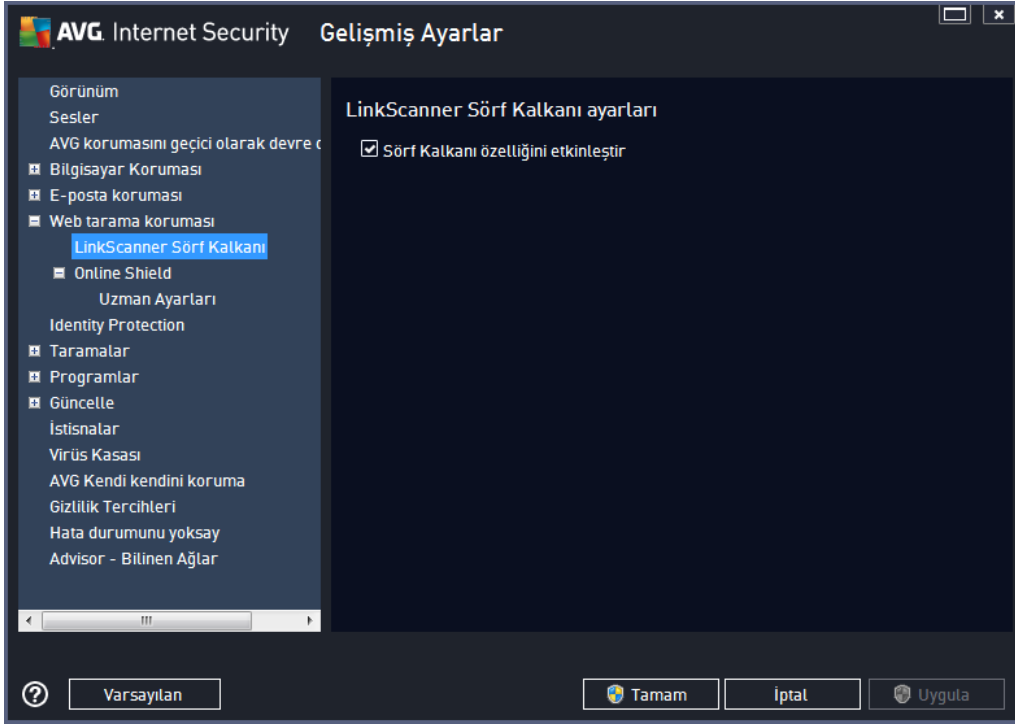 AVG. Internet Security Gelişmiş Ayarlar
Görünüm
Sesler
AVG korumasını geçici olarak devre
Bilgisayar Koruması
E-posta koruması
Web tarama koruması
LinkScanner Sörf Kalkanı
Online Shield
Uzman Ayarları
Identity Protection
Taramalar
Programlar
Güncelle
İstisnalar
Virüs Kasası
AVG Kendi kendini koruma
Gizlilik Tercihleri
Hata durumunu yoksay
Advisor - Bilinen Ağlar
LinkScanner Sörf Kalkanı ayarları
Sörf Kalkanı özelliğini etkinleştir
Varsayılan
Tamam
İptal
Uygula